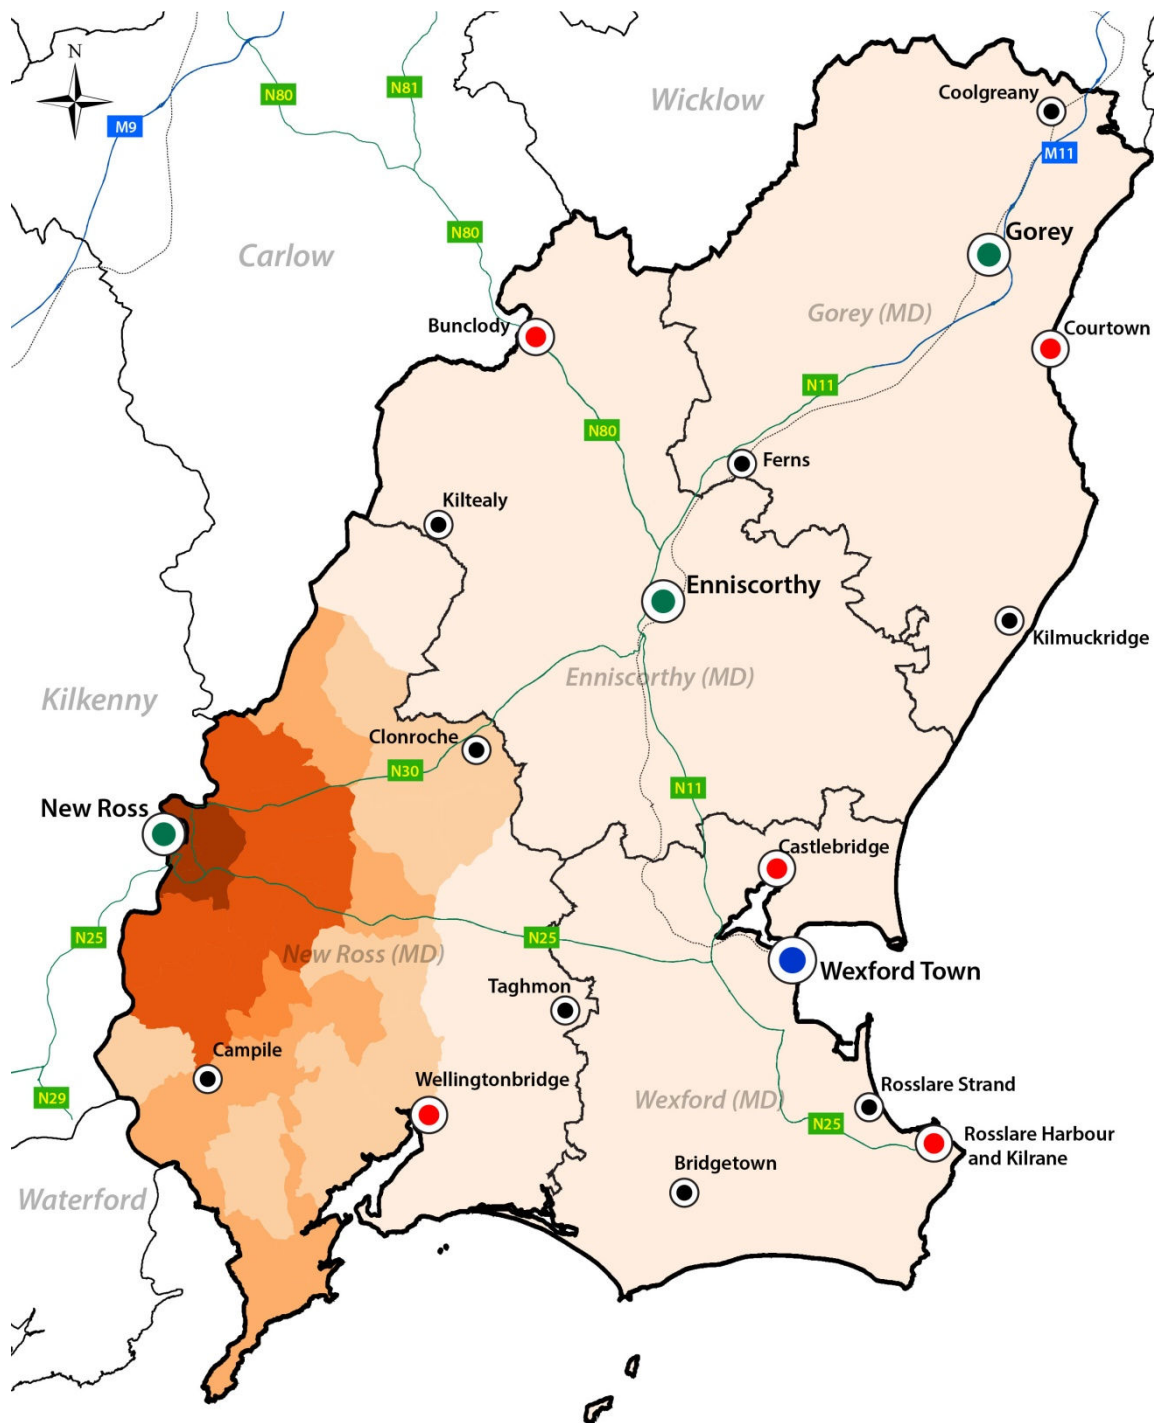 N
Coolgreany
N80
N81
Wicklow
M9
M11
N80
Gorey
Carlow
Gorey (MD)
Bunclody
Courtown
N11
N80
Ferns
Kiltealy
Enniscorthy
Kilmuckridge
Enniscorthy (MD)
Kilkenny
Clonroche
N30
N11
New Ross
Castlebridge
N25
N25
New Ross (MD)
Wexford Town
Taghmon
Campile
Wellingtonbridge
Rosslare Strand
N29
Wexford (MD)
N25
Rosslare Harbour
and Kilrane
Bridgetown
Waterford